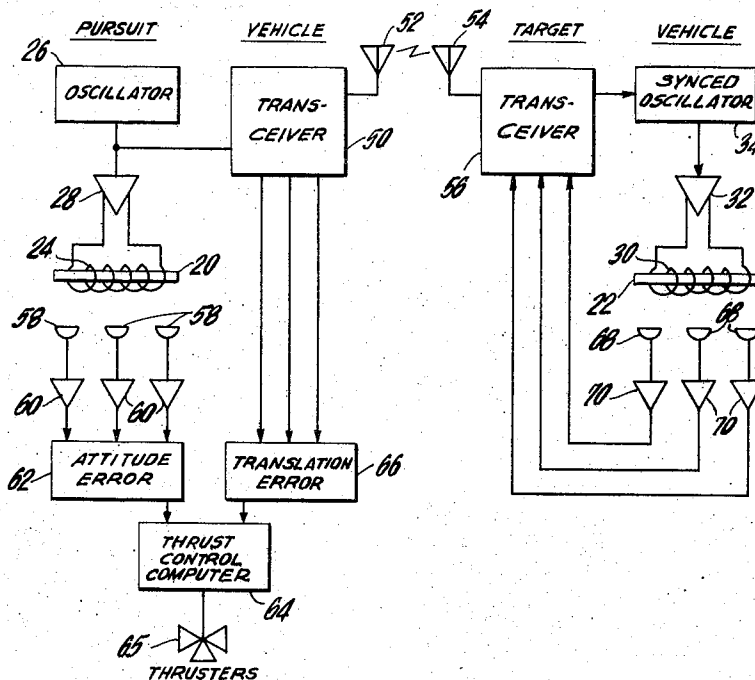 PURSUIT VEHICLE TARGET VEHICLE
26 52 54
OSCILLATOR
TRANS-
CEIVER
50
TRANS-
CEIVER
56
SYNCED
OSCILLATOR
34
28 32
24 20 30 22
58 58 68 68
60 60 70 70
ATTITUDE
ERROR
62
TRANSLATION
ERROR
66
THRUST
CONTROL
COMPUTER
64
65
THRUSTERS